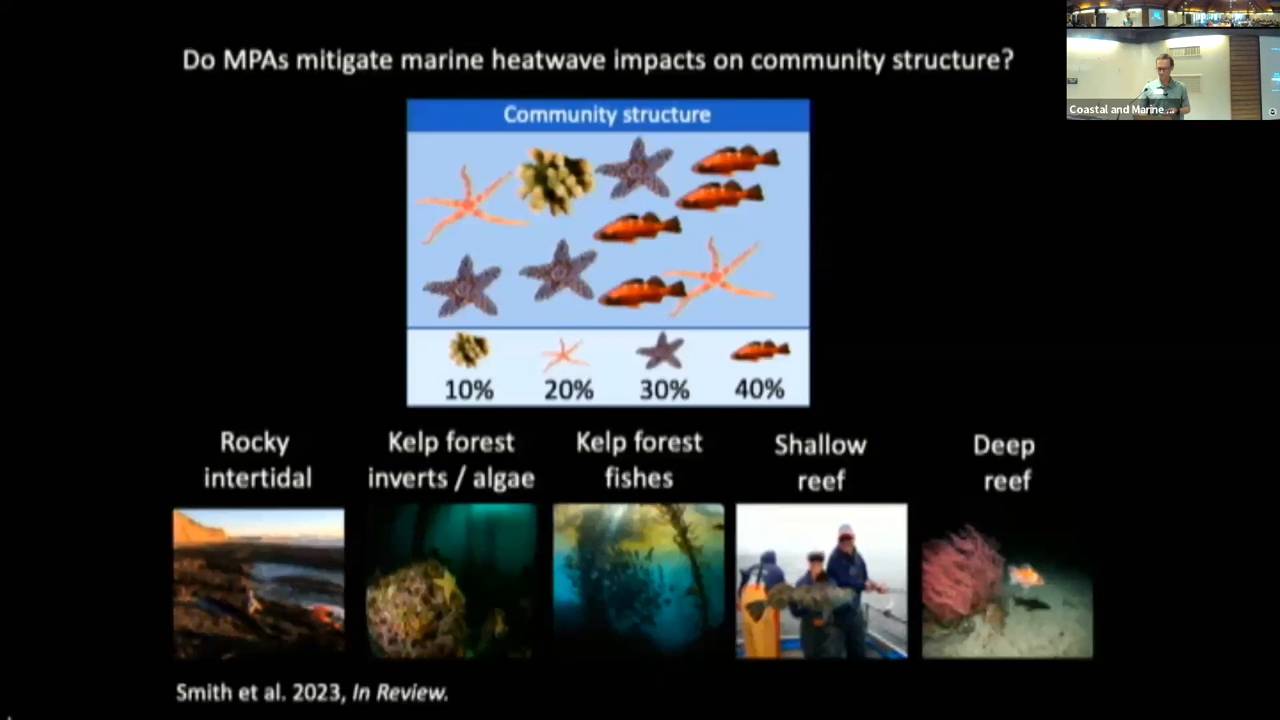 Do MPAs mitigate marine heatwave impacts on community structure?
Coastal and Marine ...
Community structure
10% 20% 30% 40%
Rocky
intertidal
Kelp forest
inverts / algae
Kelp forest
fishes
Shallow
reef
Deep
reef
Smith et al. 2023, In Review.